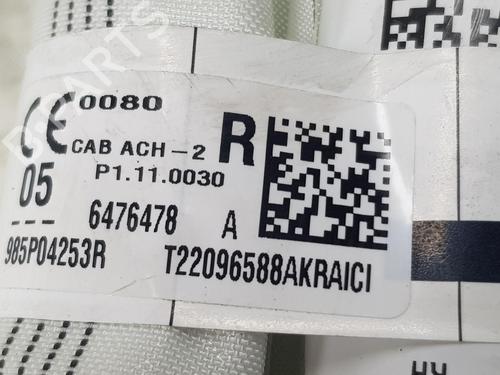 0080
CE
CAB ACH-2 R
05
P1.11.0030
6476478 A
985P04253R T22096588AKRAICI